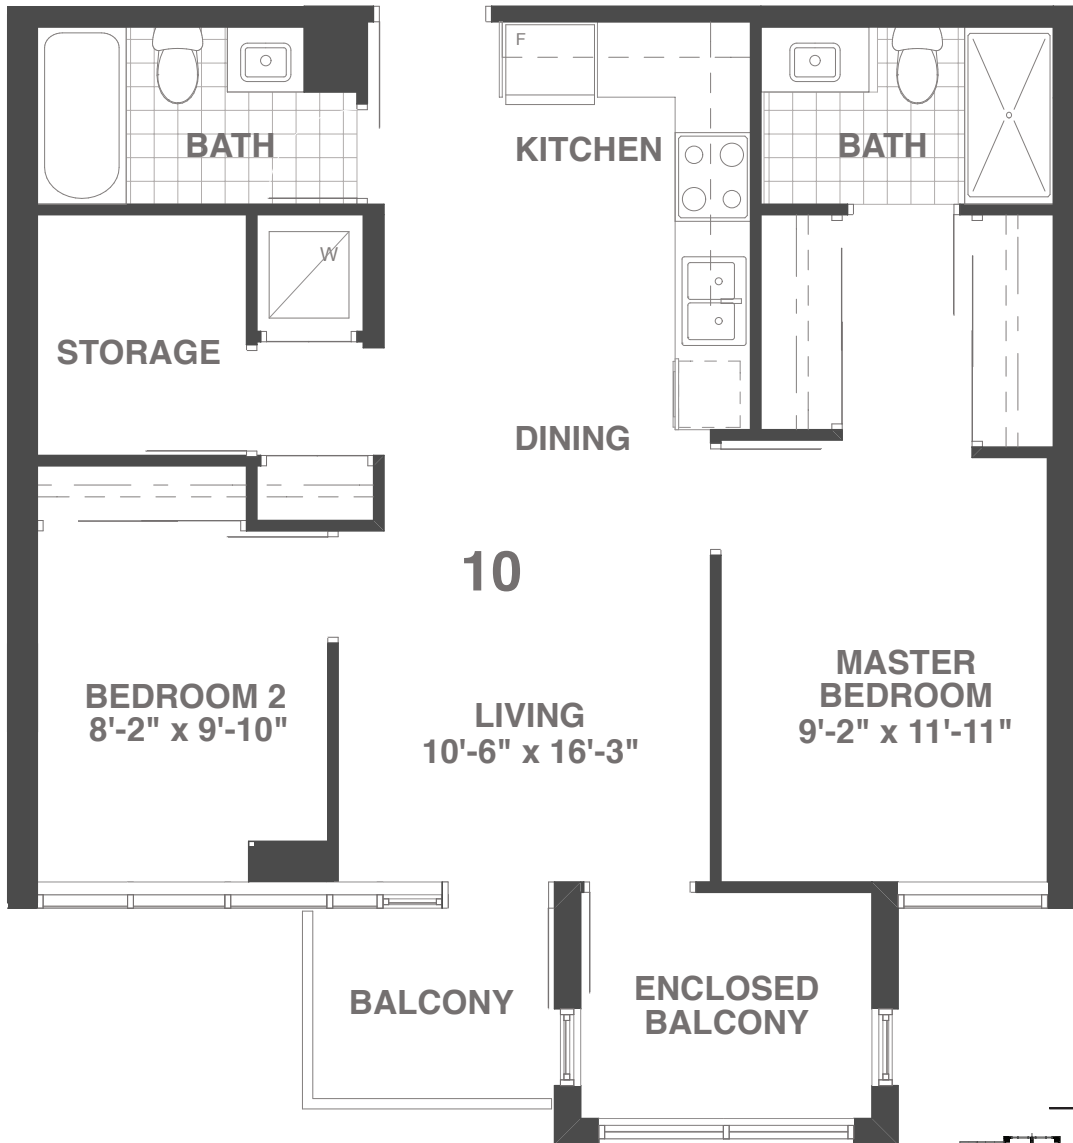 F
BATH
KITCHEN
BATH
W
STORAGE
DINING
10
BEDROOM 2
8'-2" x 9'-10"
LIVING
10'-6" x 16'-3"
MASTER
BEDROOM
9'-2" x 11'-11"
BALCONY
ENCLOSED
BALCONY